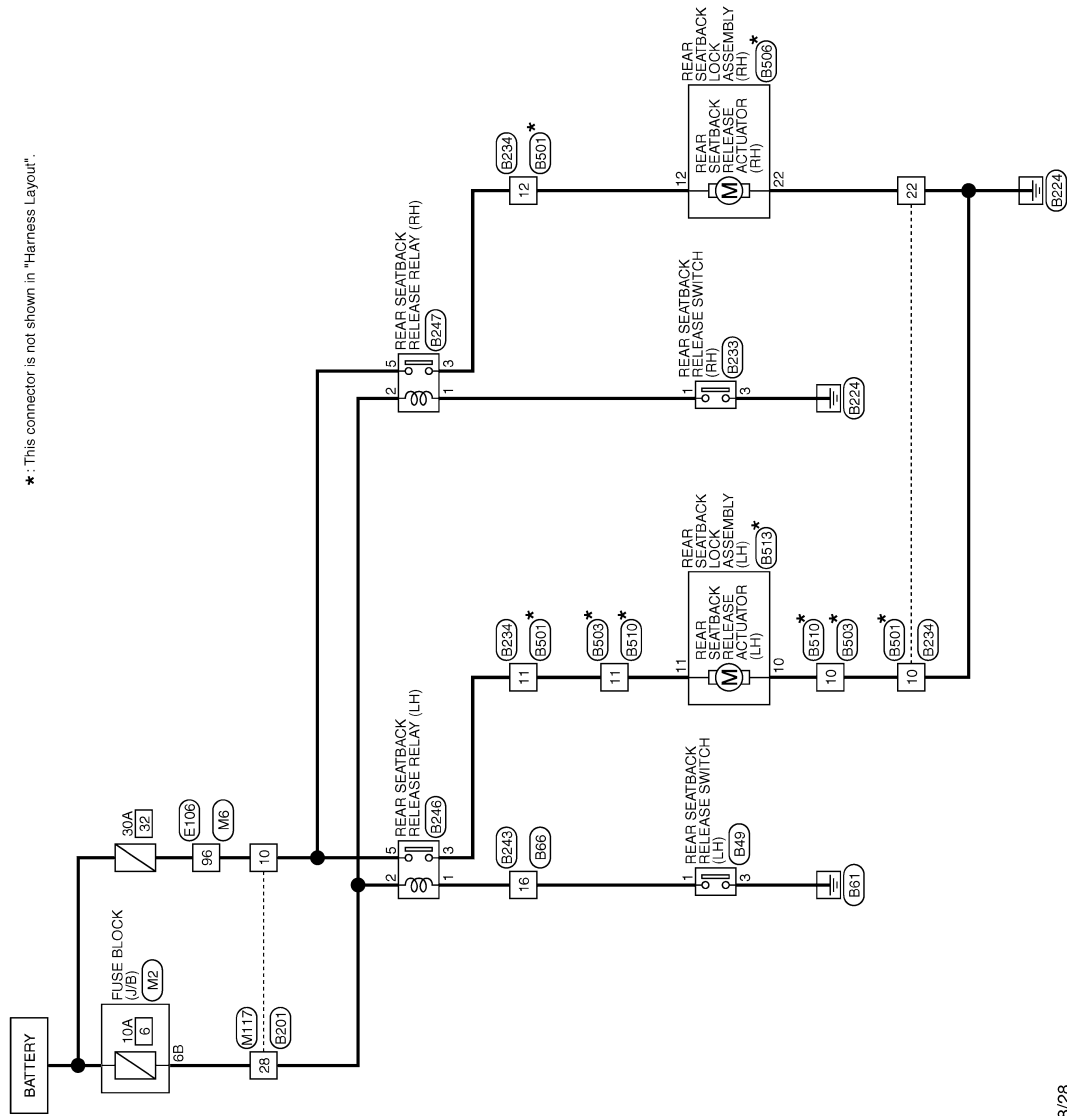 * : This connector is not shown in "Harness Layout".
BATTERY
FUSE BLOCK
(J/B)
M2
10A
6
6B
30A
32
E106
96
M6
M117
28
B201
10
REAR SEATBACK
RELEASE RELAY (LH)
B246
2
5
1
3
REAR SEATBACK
RELEASE RELAY (RH)
B247
2
5
1
3
B243
16
B66
B234
11
B501
*
B503
*
11
B510
*
B234
12
B501
*
REAR SEATBACK
RELEASE SWITCH
(LH)
B49
1
3
B61
REAR
SEATBACK
LOCK
ASSEMBLY
(LH)
B513
*
11
REAR
SEATBACK
RELEASE
ACTUATOR
(LH)
M
10
REAR SEATBACK
RELEASE SWITCH
(RH)
B233
1
3
B224
REAR
SEATBACK
LOCK
ASSEMBLY
(RH)
B506
*
12
REAR
SEATBACK
RELEASE
ACTUATOR
(RH)
M
22
B510
*
10
B503
*
B501
*
10
B234
22
B224